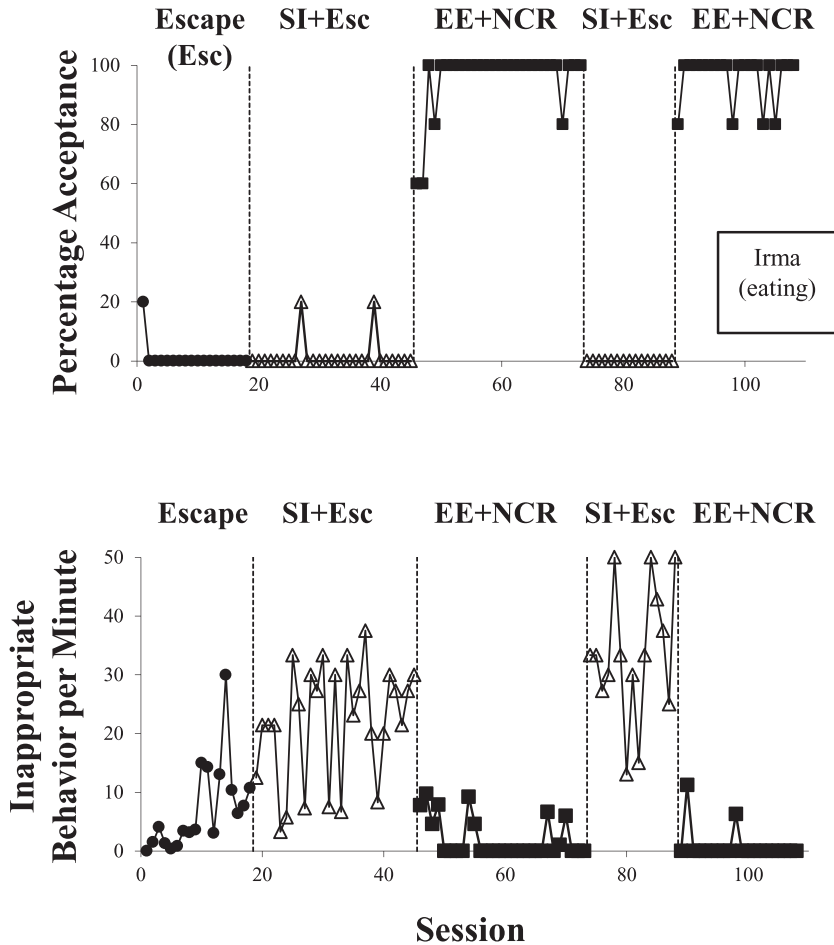 Escape SI+Esc EE+NCR SI+Esc EE+NCR
(Esc)
Percentage Acceptance
100
80
60
40
20
0
0 20 40 60 80 100
Irma
(eating)
Escape SI+Esc EE+NCR SI+Esc EE+NCR
Inappropriate
Behavior per Minute
50
40
30
20
10
0
0 20 40 60 80 100
Session